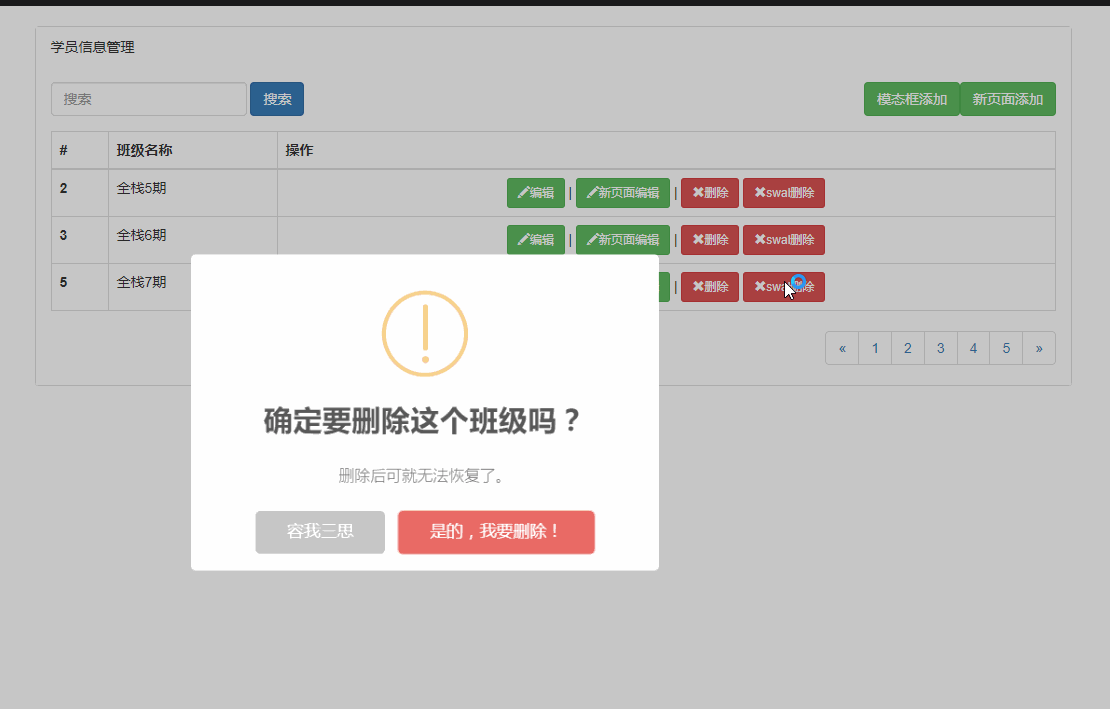 学员信息管理
搜索 搜索 模态框添加 新页面添加
# 班级名称 操作
2 全栈5期 编辑 | 新页面编辑 | 删除 swal删除
3 全栈6期 编辑 | 新页面编辑 | 删除 swal删除
5 全栈7期 | 删除 swal删除
« 1 2 3 4 5 »
确定要删除这个班级吗？
删除后可就无法恢复了。
容我三思 是的，我要删除！